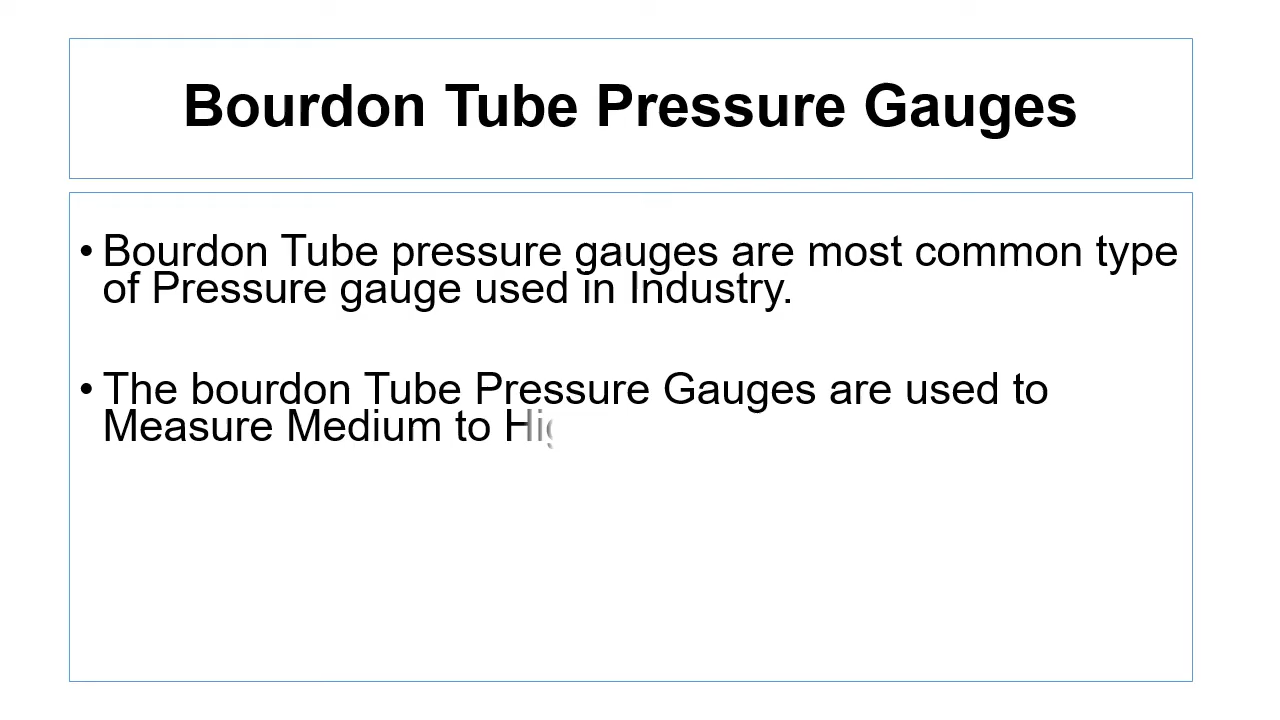 Bourdon Tube Pressure Gauges
• Bourdon Tube pressure gauges are most common type
of Pressure gauge used in Industry.
• The bourdon Tube Pressure Gauges are used to
Measure Medium to